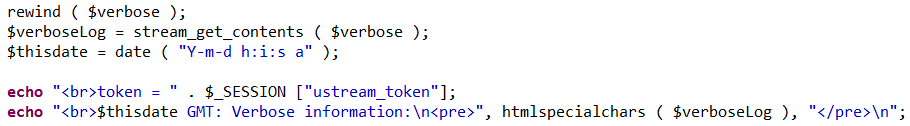 rewind ( $verbose );
$verboseLog = stream_get_contents ( $verbose );
$thisdate = date ( "Y-m-d h:i:s a" );
echo "<br>token = " . $_SESSION ["ustream_token"];
echo "<br>$thisdate GMT: Verbose information:\n<pre>", htmlspecialchars ( $verboseLog ), "</pre>\n";